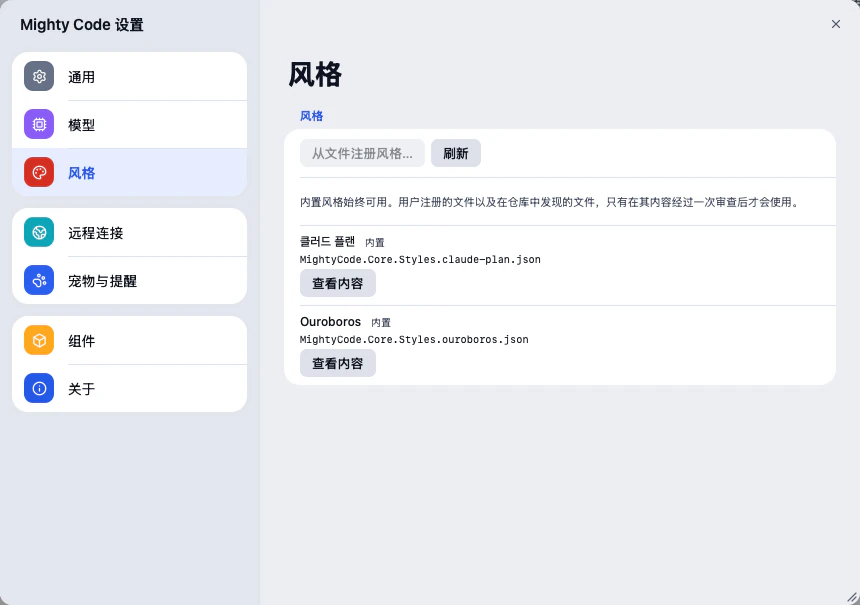 Mighty Code 设置
通用
模型
风格
远程连接
宠物与提醒
组件
关于
风格
风格
从文件注册风格...
刷新
内置风格始终可用。用户注册的文件以及在仓库中发现的文件，只有在其内容经过一次审查后才会使用。
클러드 플랜 内置
MightyCode.Core.Styles.claude-plan.json
查看内容
Ouroboros 内置
MightyCode.Core.Styles.ouroboros.json
查看内容